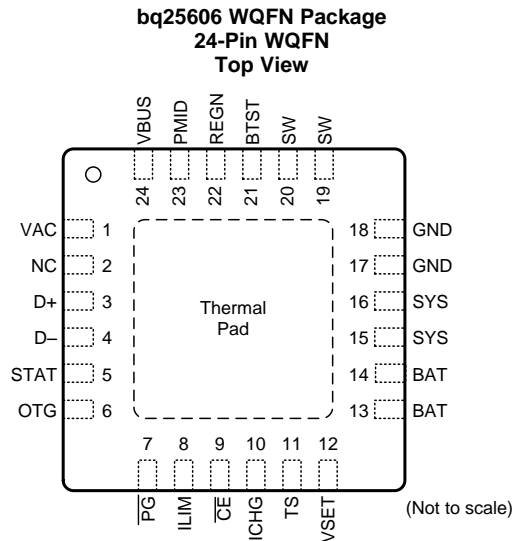 bq25606 WQFN Package
24-Pin WQFN
Top View
VBUS PMID REGN BTST SW SW
24 23 22 21 20 19
VAC 1 18 GND
NC 2 17 GND
D+ 3 16 SYS
Thermal
Pad
D– 4 15 SYS
STAT 5 14 BAT
OTG 6 13 BAT
7 8 9 10 11 12
P̅G̅ ILIM C̅E̅ ICHG TS VSET
(Not to scale)